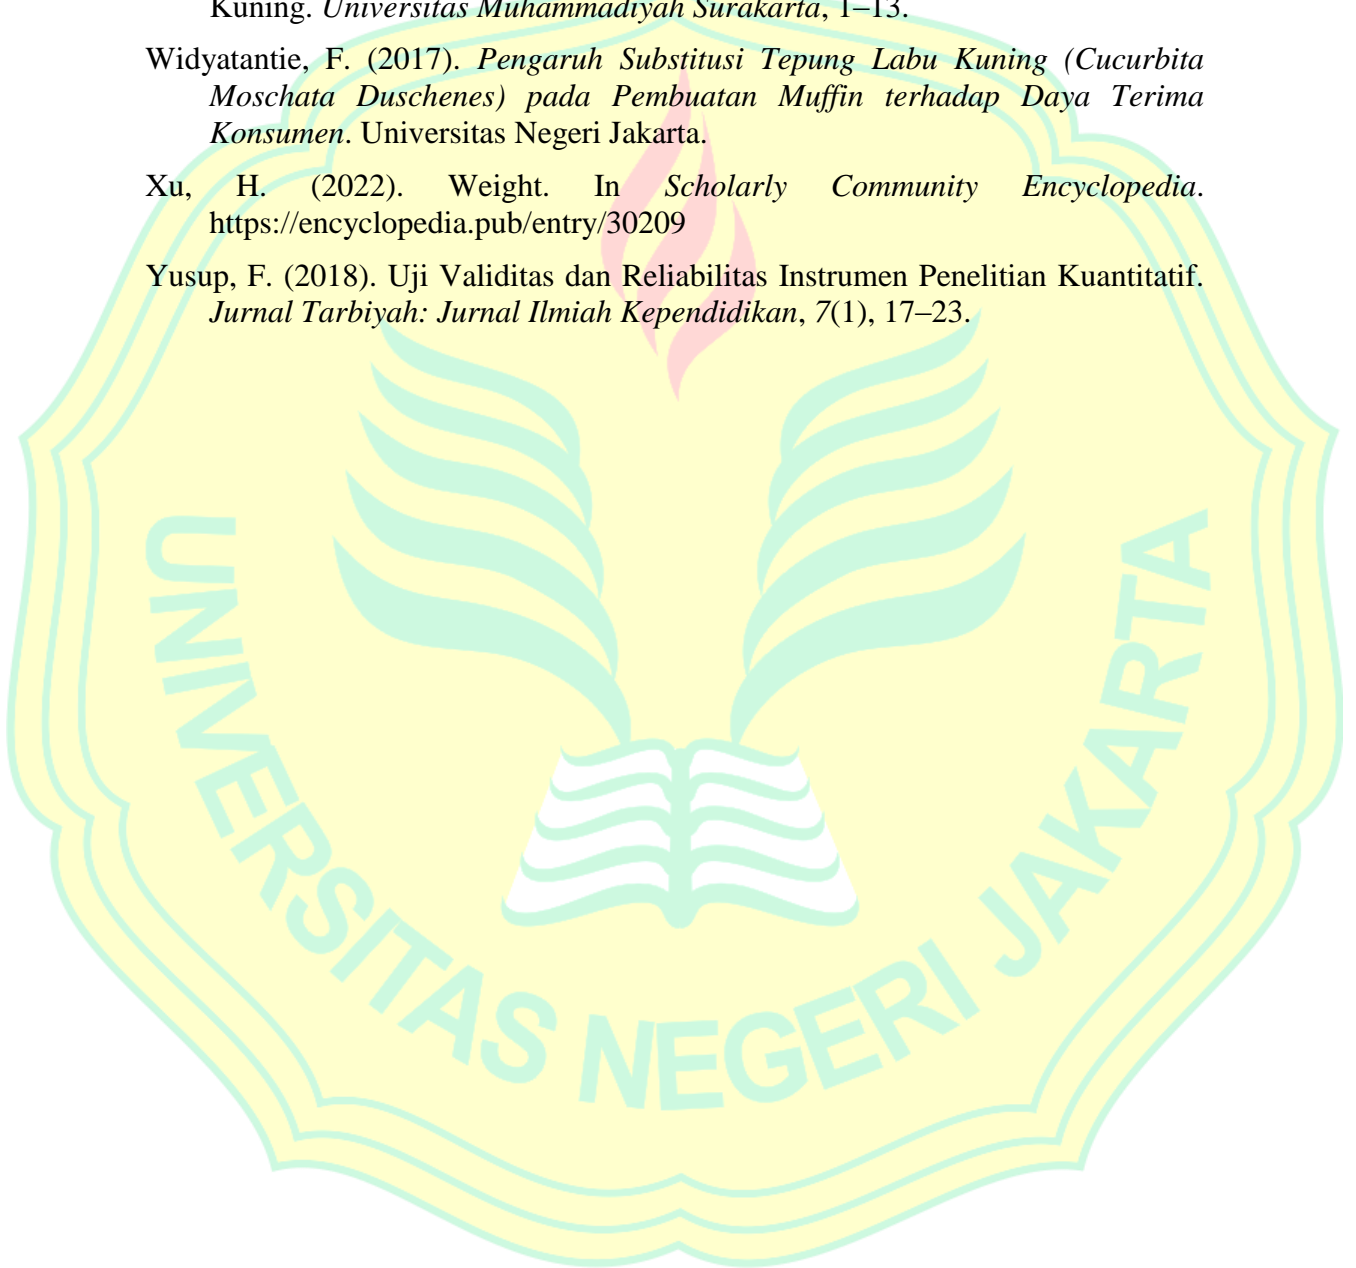 Kuning. Universitas Muhammadiyah Surakarta, 1–13.
Widyatantie, F. (2017). Pengaruh Substitusi Tepung Labu Kuning (Cucurbita
Moschata Duschenes) pada Pembuatan Muffin terhadap Daya Terima
Konsumen. Universitas Negeri Jakarta.
Xu, H. (2022). Weight. In Scholarly Community Encyclopedia.
https://encyclopedia.pub/entry/30209
Yusup, F. (2018). Uji Validitas dan Reliabilitas Instrumen Penelitian Kuantitatif.
Jurnal Tarbiyah: Jurnal Ilmiah Kependidikan, 7(1), 17–23.
UNIVERSITAS NEGERI JAKARTA